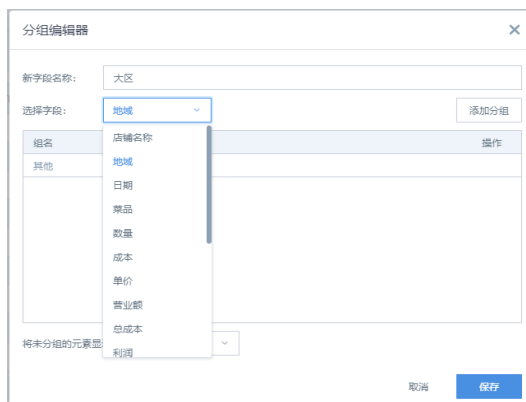 分组编辑器
新字段名称：
大区
选择字段：
地域
添加分组
组名
操作
其他
店铺名称
地域
日期
菜品
数量
成本
单价
营业额
总成本
利润
将未分组的元素显
取消
保存